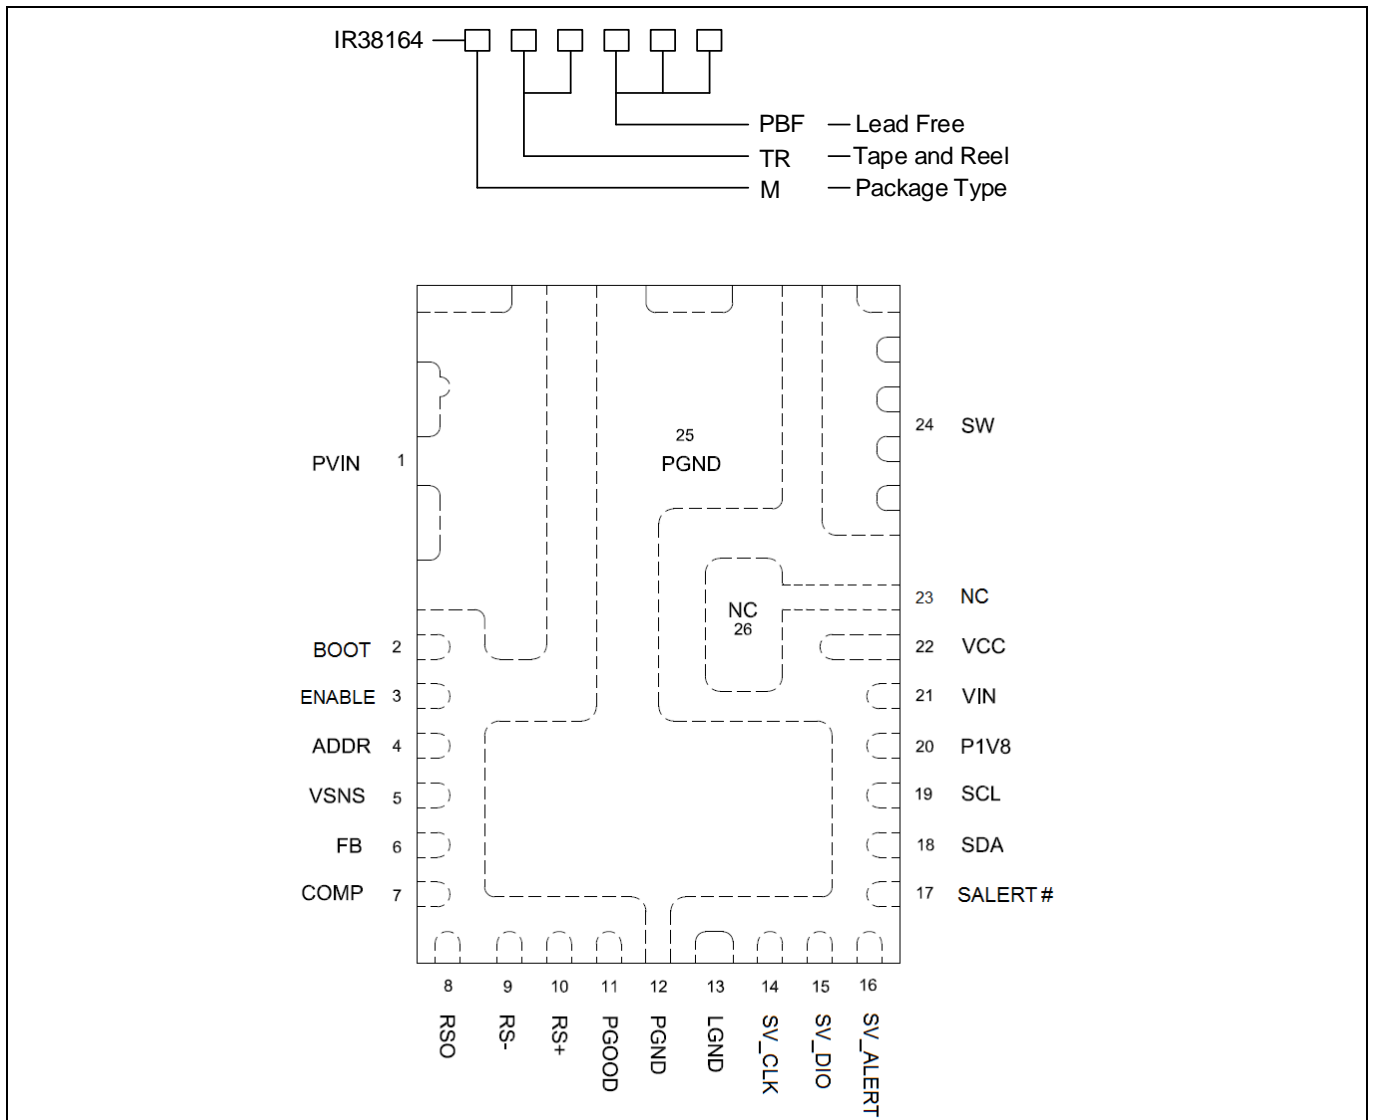 IR38164
PBF — Lead Free
TR — Tape and Reel
M — Package Type
25
PGND
24 SW
PVIN 1
23 NC
NC
26
BOOT 2
22 VCC
ENABLE 3
21 VIN
ADDR 4
20 P1V8
VSNS 5
19 SCL
FB 6
18 SDA
COMP 7
17 SALERT #
8 9 10 11 12 13 14 15 16
RSO
RS-
RS+
PGOOD
PGND
LGND
SV_CLK
SV_DIO
SV_ALERT